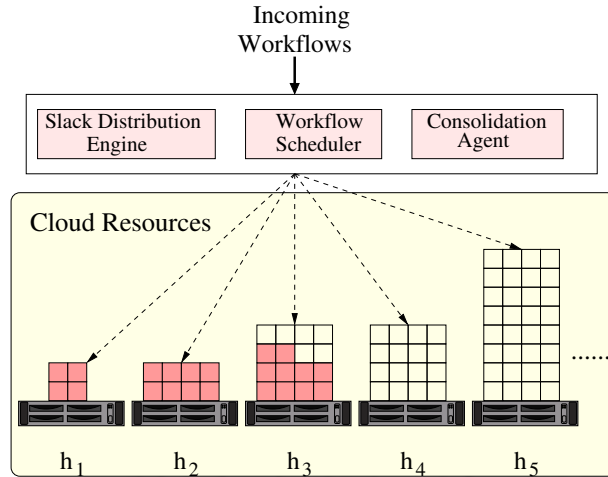 Incoming
Workflows
Slack Distribution
Engine
Workflow
Scheduler
Consolidation
Agent
Cloud Resources
......
h1 h2 h3 h4 h5